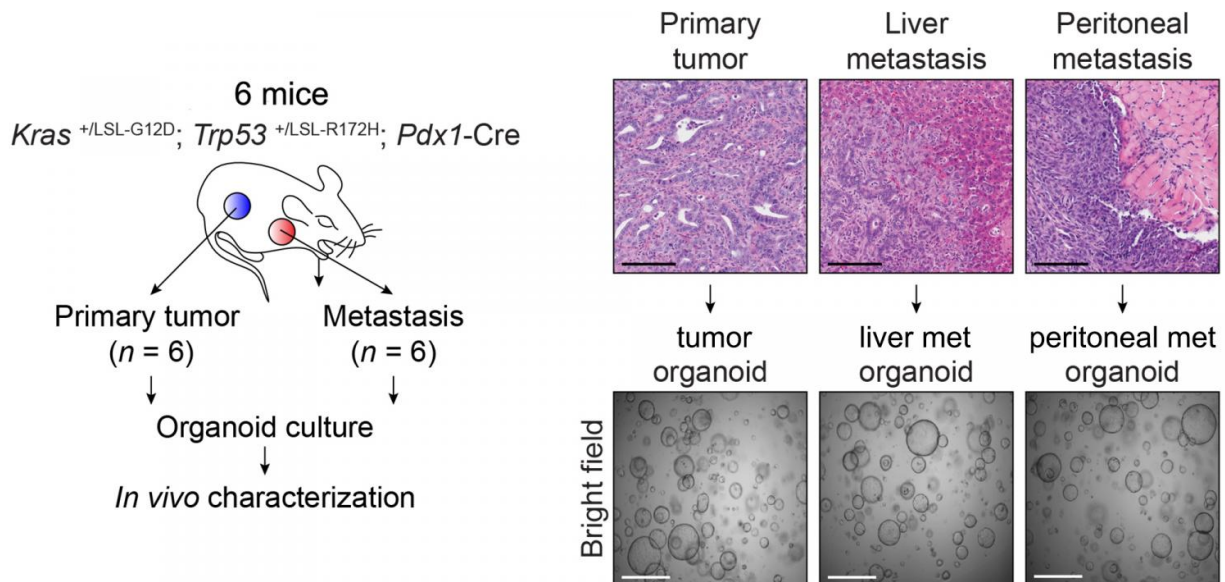 6 mice
Kras +/LSL-G12D; Trp53 +/LSL-R172H; Pdx1-Cre
Primary tumor
(n = 6)
Metastasis
(n = 6)
Organoid culture
In vivo characterization
Primary
tumor
Liver
metastasis
Peritoneal
metastasis
tumor
organoid
liver met
organoid
peritoneal met
organoid
Bright field